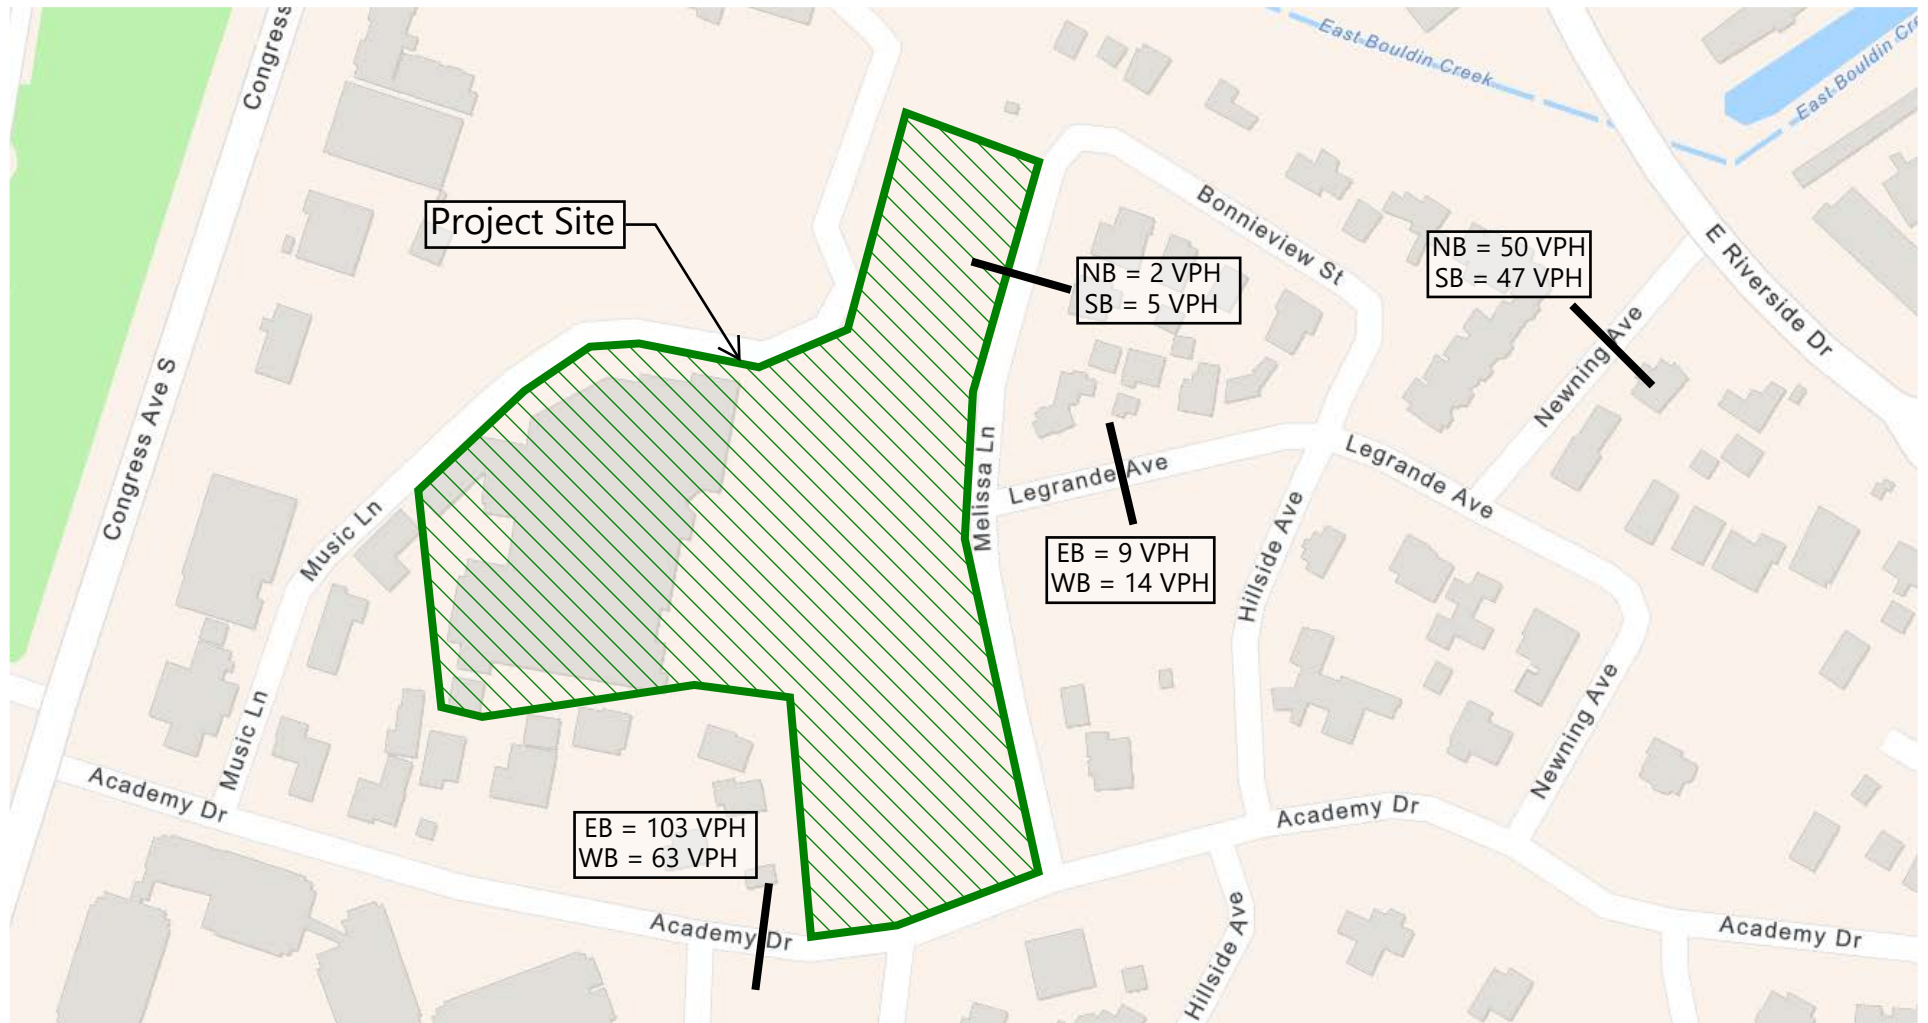 Congress
East Bouldin Creek
East Bouldin Cre
Project Site
Bonnieview St
E Riverside Dr
NB = 50 VPH
SB = 47 VPH
NB = 2 VPH
SB = 5 VPH
Newning Ave
Congress Ave S
Melissa Ln
Legrande Ave
Legrande Ave
Music Ln
Hillside Ave
EB = 9 VPH
WB = 14 VPH
Music Ln
Newning Ave
Academy Dr
Academy Dr
EB = 103 VPH
WB = 63 VPH
Academy Dr
Hillside Ave
Academy Dr